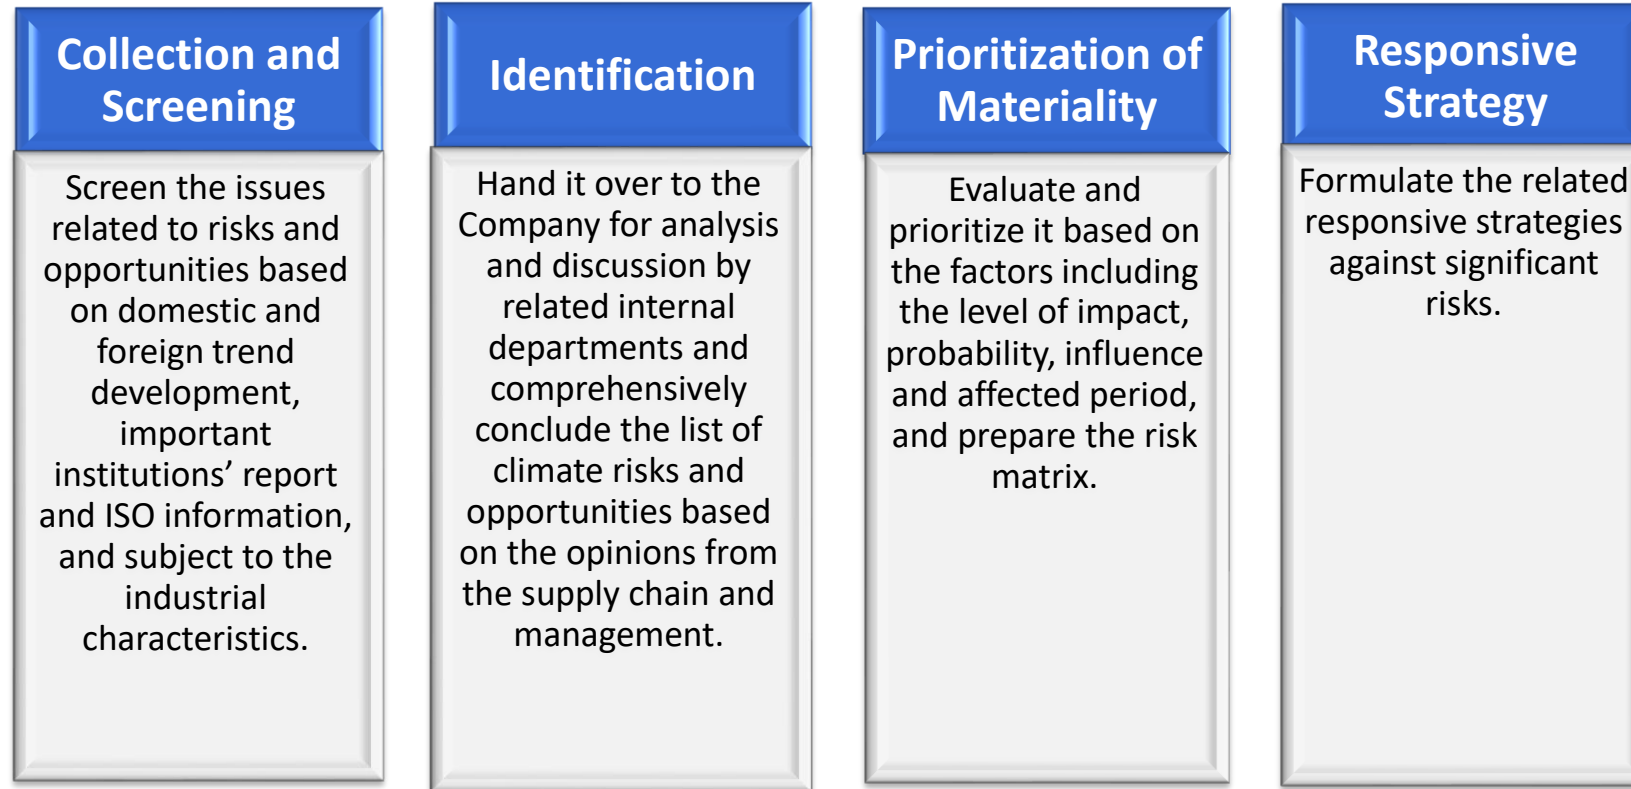 Collection and
Screening
Screen the issues
related to risks and
opportunities based
on domestic and
foreign trend
development,
important
institutions’ report
and ISO information,
and subject to the
industrial
characteristics.
Identification
Hand it over to the
Company for analysis
and discussion by
related internal
departments and
comprehensively
conclude the list of
climate risks and
opportunities based
on the opinions from
the supply chain and
management.
Prioritization of
Materiality
Evaluate and
prioritize it based on
the factors including
the level of impact,
probability, influence
and affected period,
and prepare the risk
matrix.
Responsive
Strategy
Formulate the related
responsive strategies
against significant
risks.